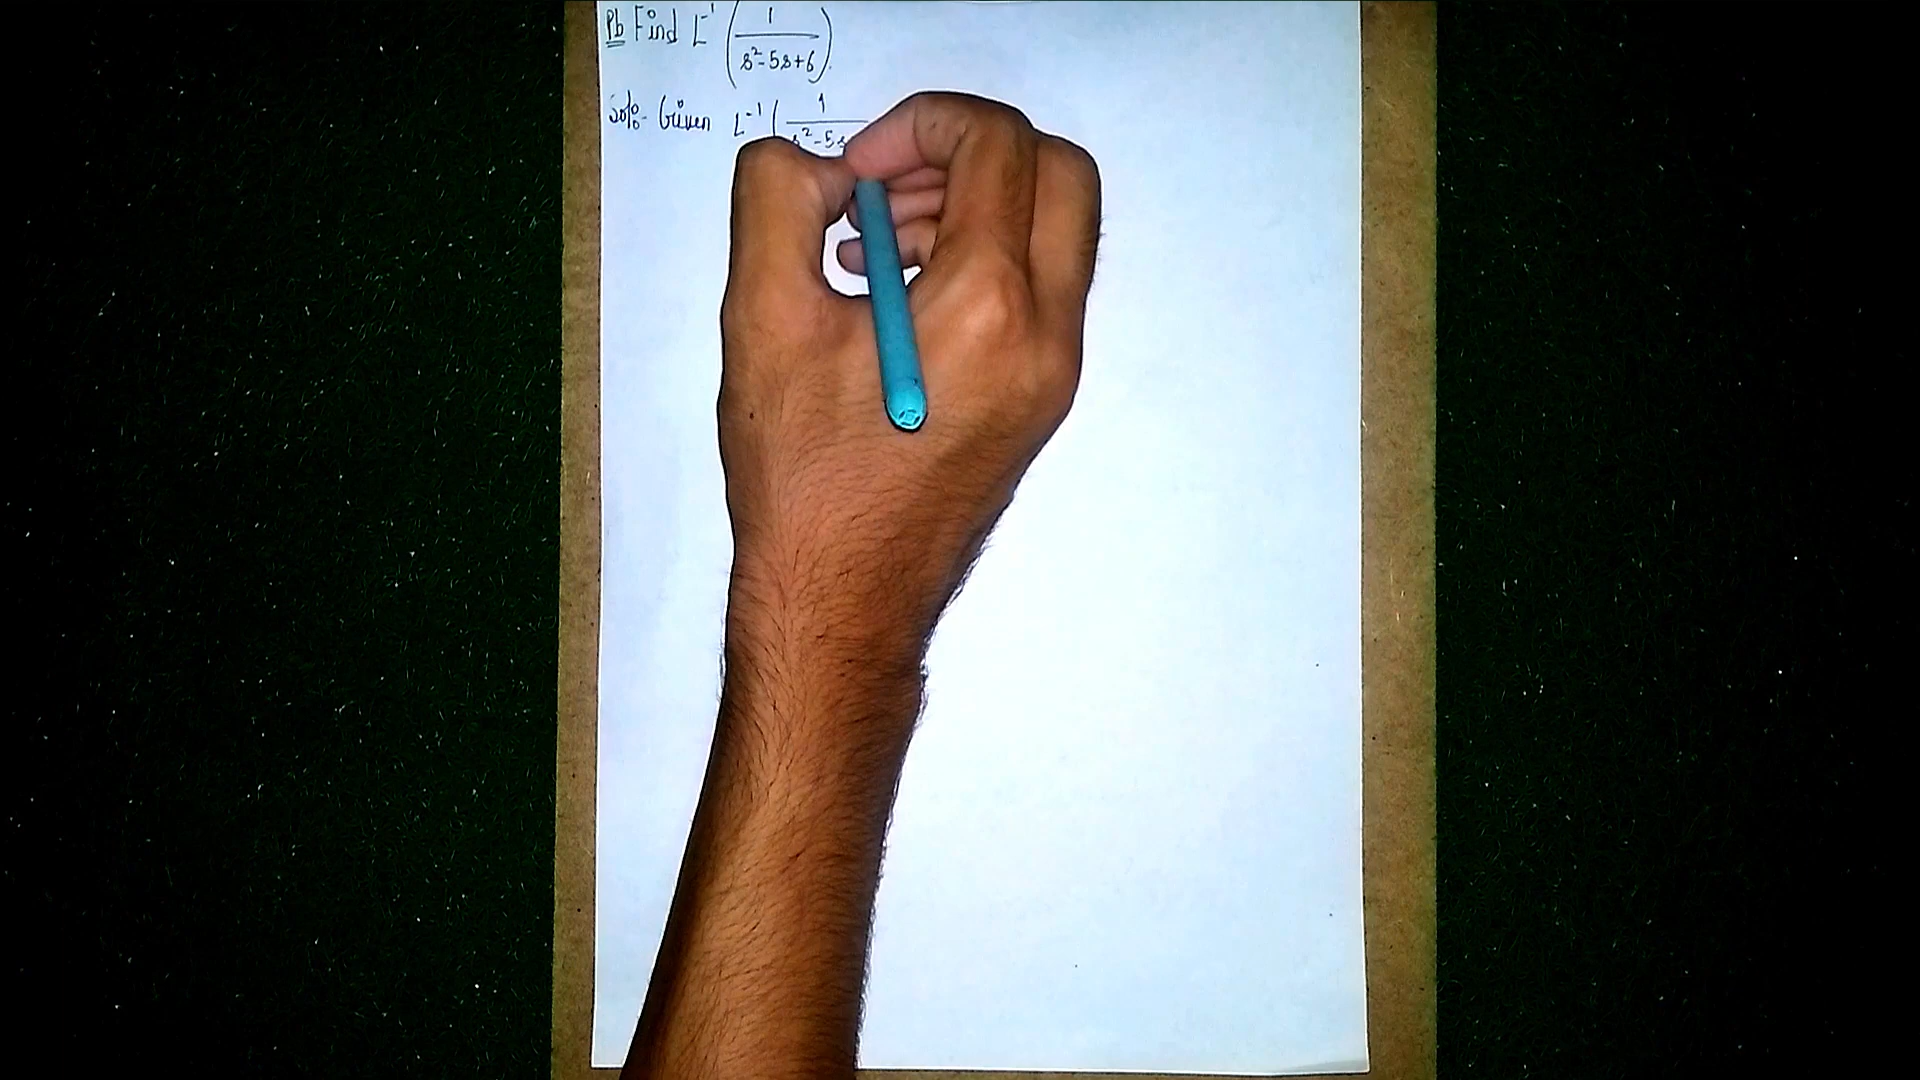 Pb Find L⁻¹ (1/(s²-5s+6)).
Sol:- Given L⁻¹ (1/(s²-5s